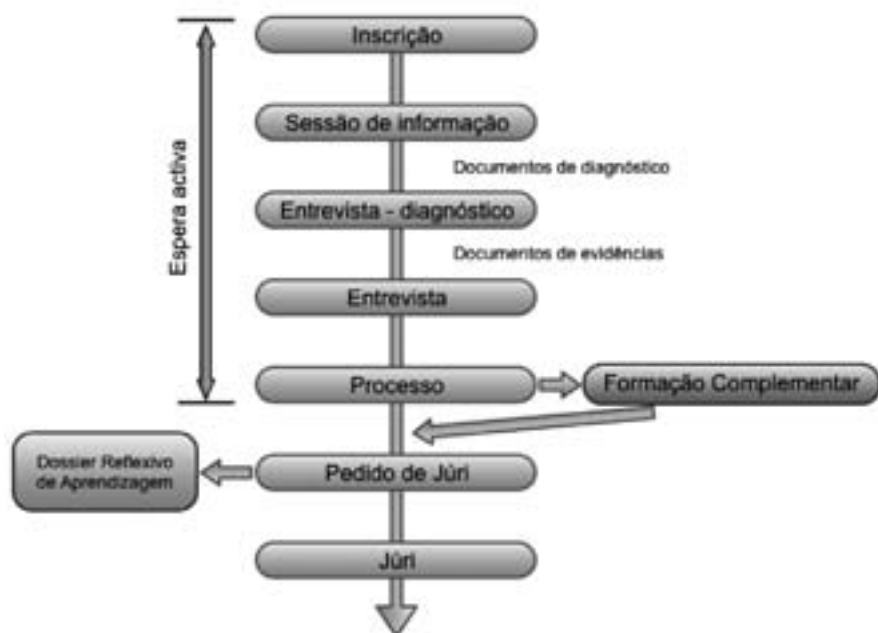 Inscrição
Sessão de informação
Documentos de diagnóstico
Entrevista - diagnóstico
Documentos de evidências
Entrevista
Espera activa
Processo
Formação Complementar
Dossier Reflexivo
de Aprendizagem
Pedido de Júri
Júri